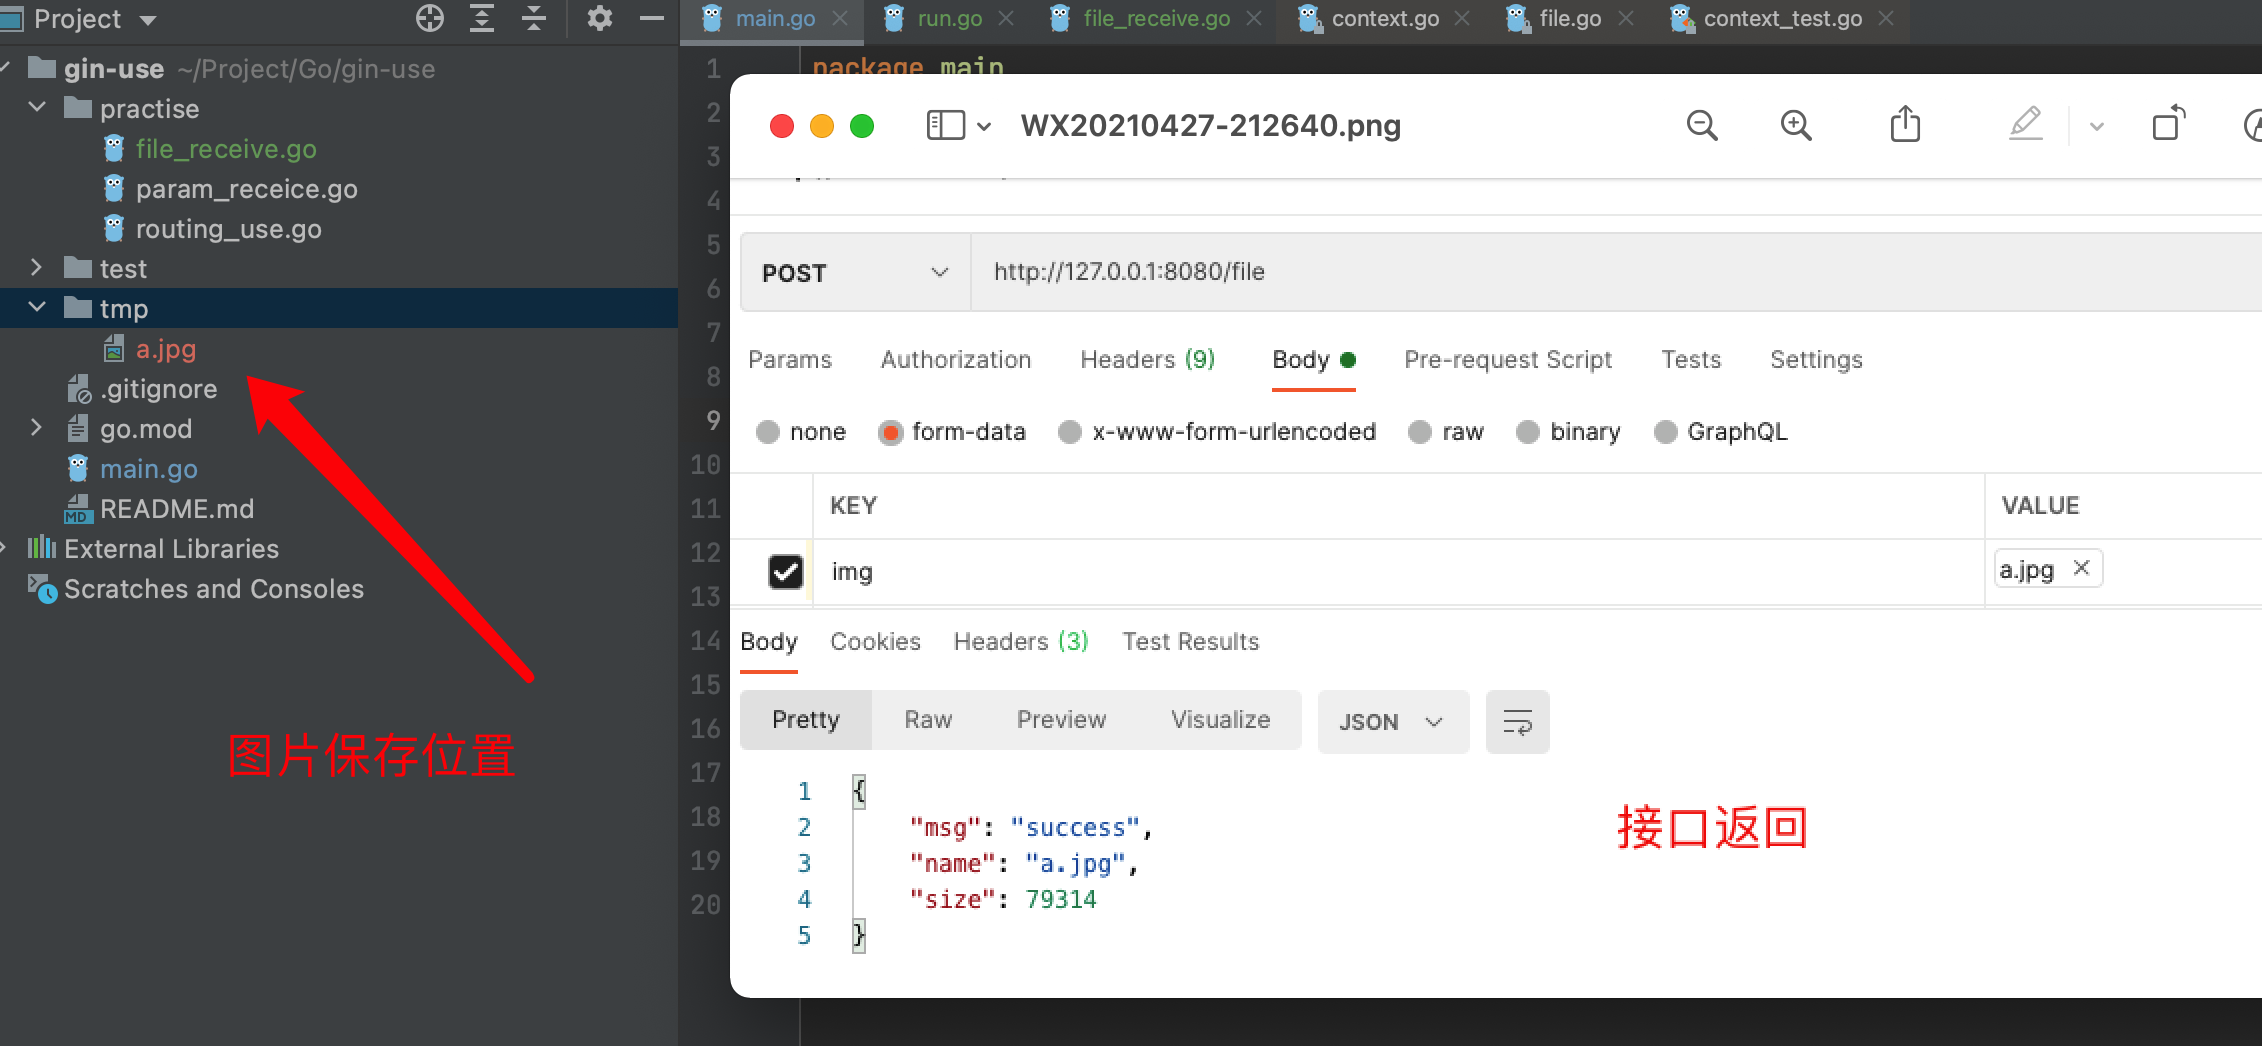 Project
gin-use ~/Project/Go/gin-use
practise
file_receive.go
param_receice.go
routing_use.go
test
tmp
a.jpg
.gitignore
go.mod
main.go
MD README.md
External Libraries
Scratches and Consoles
图片保存位置
main.go run.go file_receive.go context.go file.go context_test.go
1 package main
2
3
4
5
6
7
8
9
10
11
12
13
14
15
16
17
18
19
20
WX20210427-212640.png
POST http://127.0.0.1:8080/file
Params Authorization Headers (9) Body Pre-request Script Tests Settings
none form-data x-www-form-urlencoded raw binary GraphQL
KEY VALUE
img a.jpg
Body Cookies Headers (3) Test Results
Pretty Raw Preview Visualize JSON
1 {
2 "msg": "success",
3 "name": "a.jpg",
4 "size": 79314
5 }
接口返回